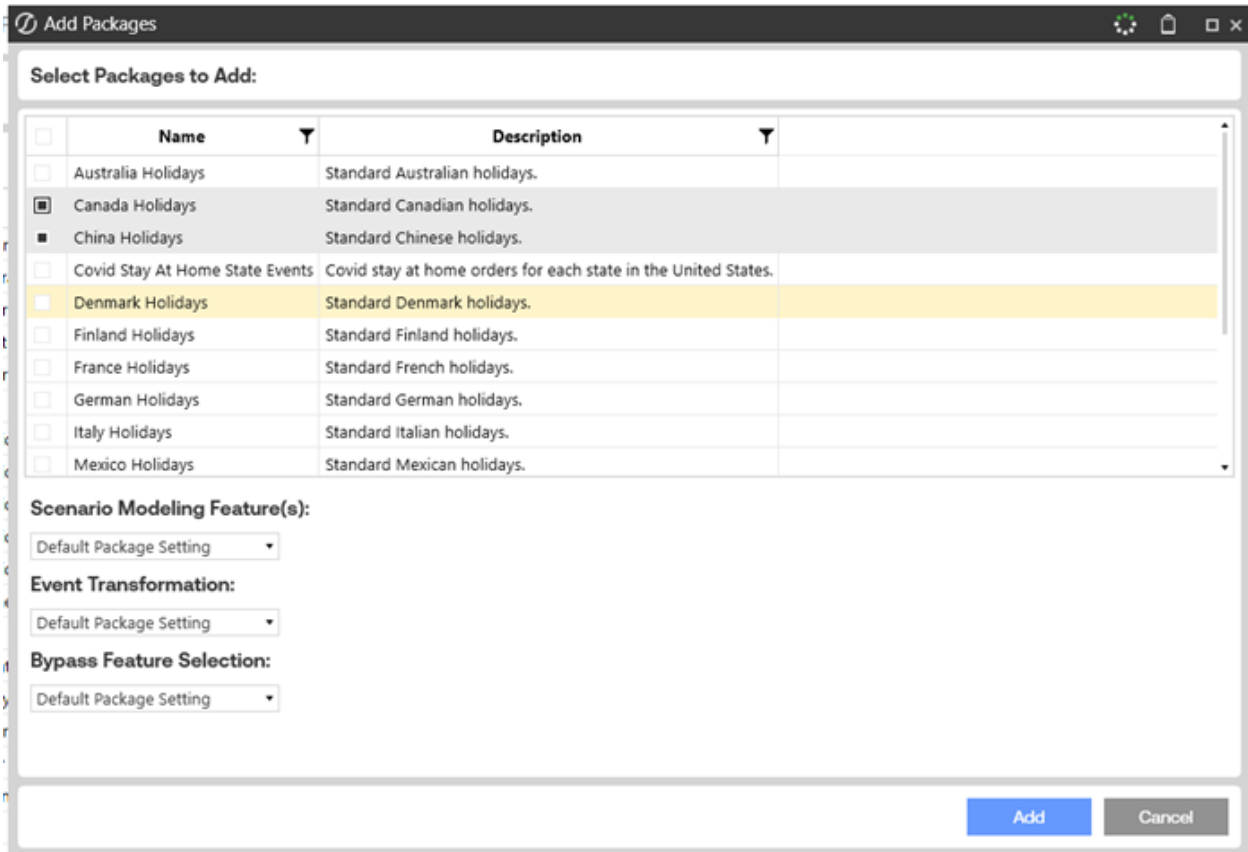 Add Packages
Select Packages to Add:
Name Description
Australia Holidays Standard Australian holidays.
Canada Holidays Standard Canadian holidays.
China Holidays Standard Chinese holidays.
Covid Stay At Home State Events Covid stay at home orders for each state in the United States.
Denmark Holidays Standard Denmark holidays.
Finland Holidays Standard Finland holidays.
France Holidays Standard French holidays.
German Holidays Standard German holidays.
Italy Holidays Standard Italian holidays.
Mexico Holidays Standard Mexican holidays.
Scenario Modeling Feature(s):
Default Package Setting
Event Transformation:
Default Package Setting
Bypass Feature Selection:
Default Package Setting
Add Cancel